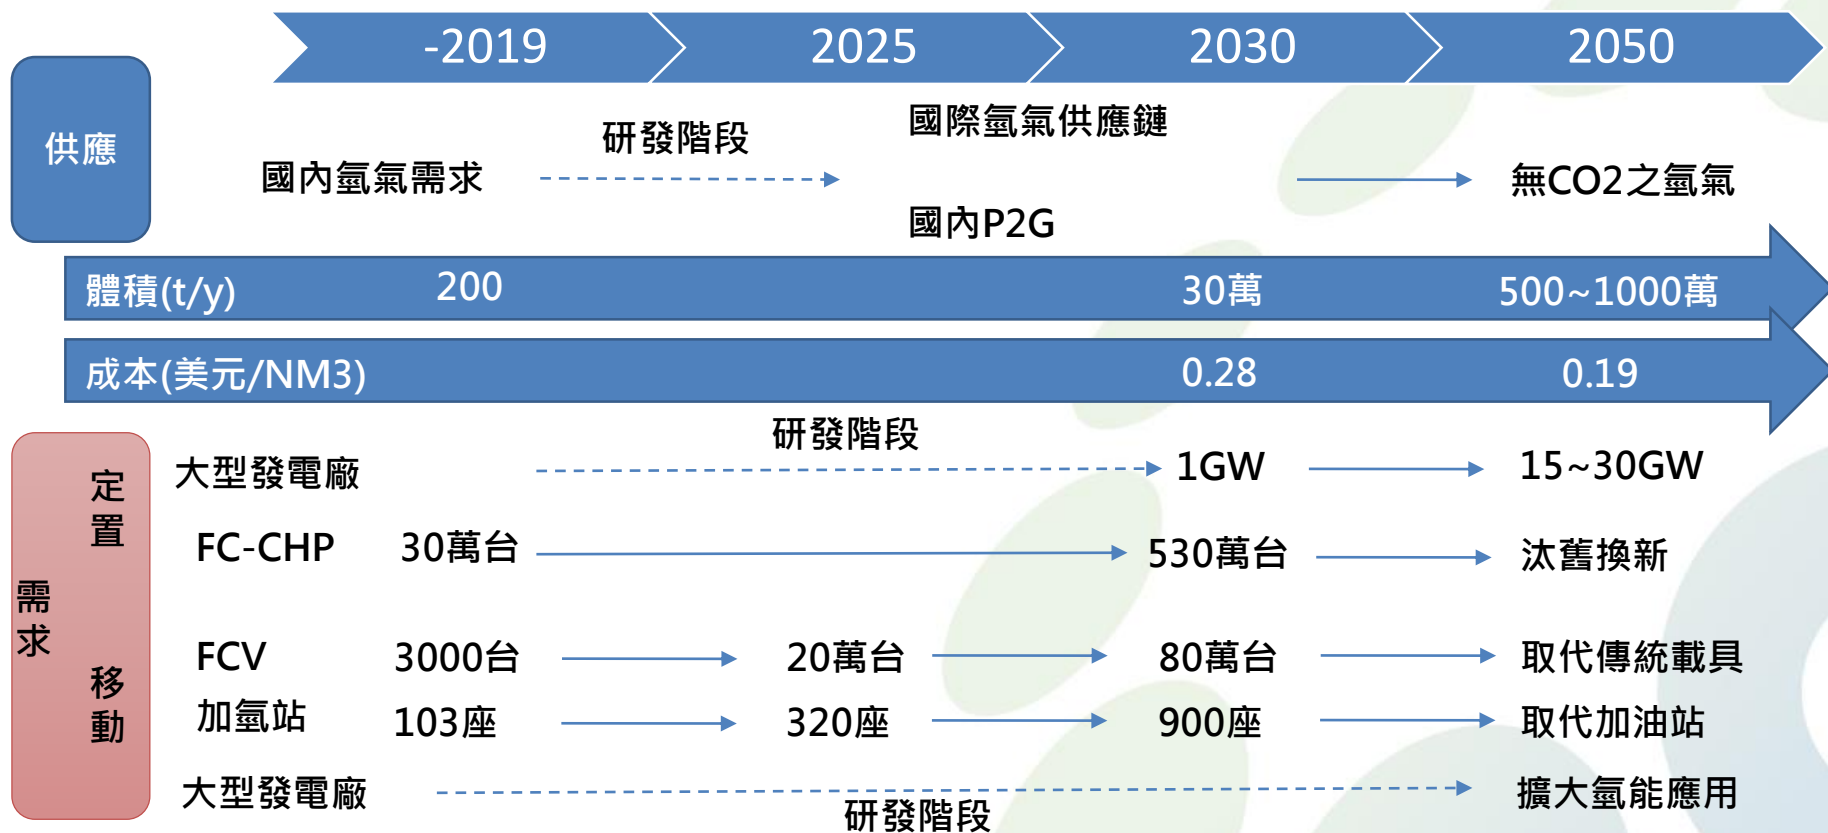 -2019 2025 2030 2050
供應
國際氫氣供應鏈
研發階段
國內氫氣需求
無CO2之氫氣
國內P2G
體積(t/y) 200 30萬 500~1000萬
成本(美元/NM3) 0.28 0.19
研發階段
需求
定置
大型發電廠 1GW 15~30GW
FC-CHP 30萬台 530萬台 汰舊換新
移動
FCV 3000台 20萬台 80萬台 取代傳統載具
加氫站 103座 320座 900座 取代加油站
大型發電廠 擴大氫能應用
研發階段